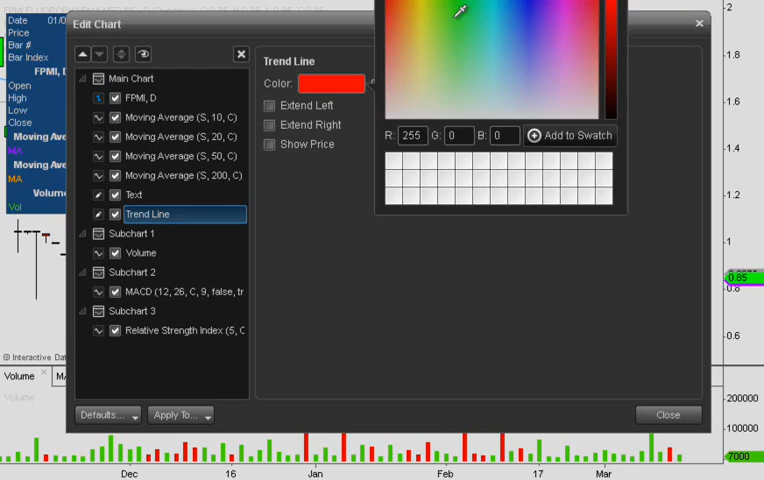 Edit Chart
Date 01/0
Price
Bar #
Bar Index
FPMI, D
Open
High
Low
Close
Moving Ave
MA
Moving Ave
MA
Volum
Vol
Main Chart
FPMI, D
Moving Average (S, 10, C)
Moving Average (S, 20, C)
Moving Average (S, 50, C)
Moving Average (S, 200, C)
Text
Trend Line
Subchart 1
Volume
Subchart 2
MACD (12, 26, C, 9, false, tr
Subchart 3
Relative Strength Index (5, C
Defaults...
Apply To...
Trend Line
Color:
Extend Left
Extend Right
Show Price
R: 255 G: 0 B: 0 Add to Swatch
Close
2
1.8
1.6
1.4
1.2
1
0.85
0.8
0.6
© Interactive Dat
Volume
MA
Volume
200000
100000
7000
Dec 16 Jan Feb 17 Mar